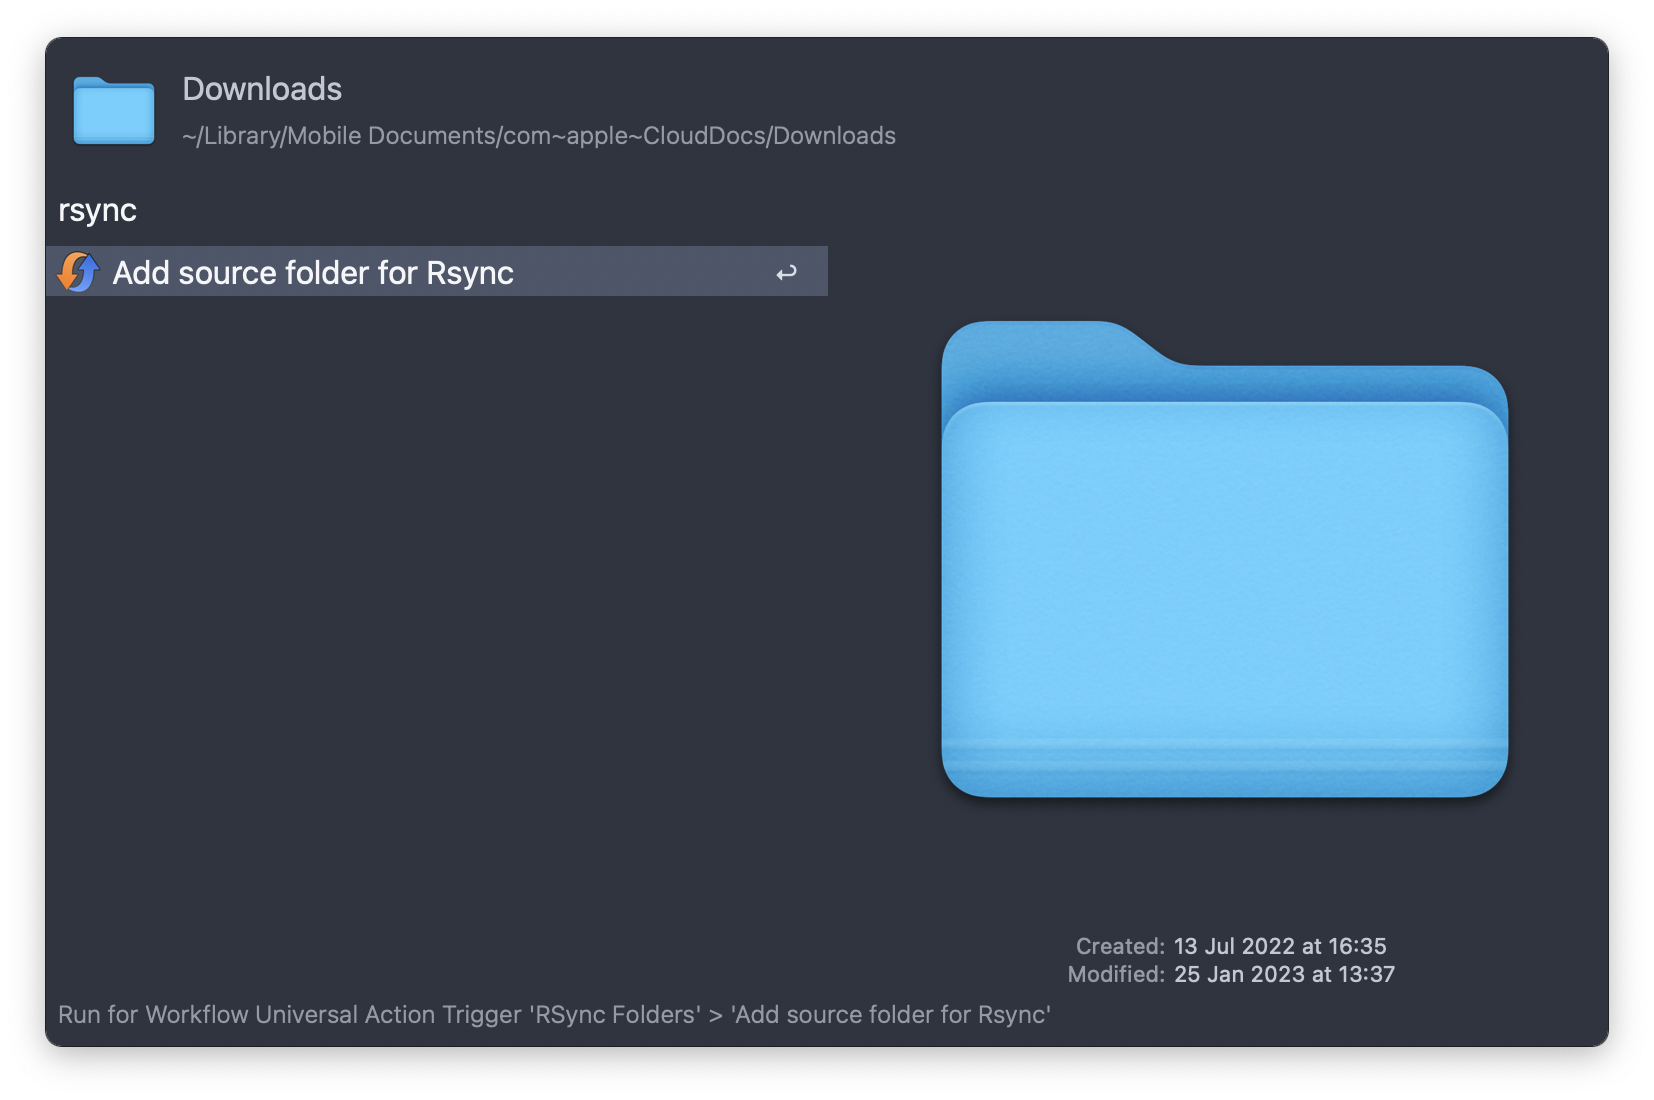 Downloads
~/Library/Mobile Documents/com~apple~CloudDocs/Downloads
rsync
Add source folder for Rsync
Created: 13 Jul 2022 at 16:35
Modified: 25 Jan 2023 at 13:37
Run for Workflow Universal Action Trigger 'RSync Folders' > 'Add source folder for Rsync'